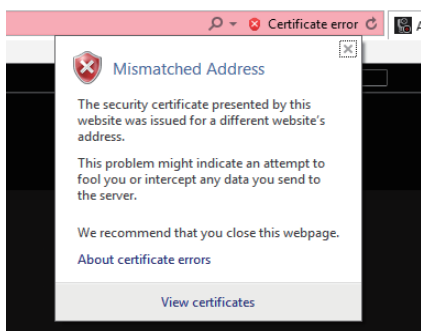 Certificate error
A
Mismatched Address
The security certificate presented by this
website was issued for a different website's
address.
This problem might indicate an attempt to
fool you or intercept any data you send to
the server.
We recommend that you close this webpage.
About certificate errors
View certificates